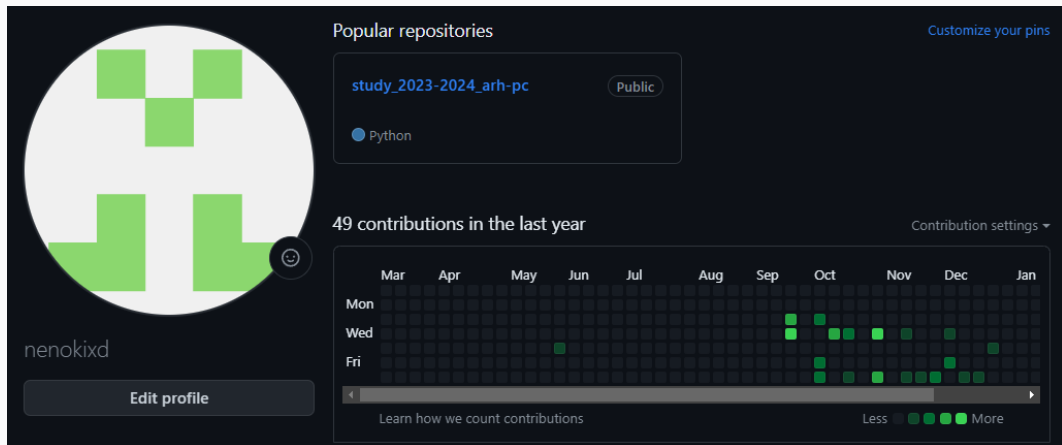 Popular repositories
Customize your pins
study_2023-2024_arh-pc
Public
Python
49 contributions in the last year
Contribution settings
Mar Apr May Jun Jul Aug Sep Oct Nov Dec Jan
Mon
Wed
Fri
Learn how we count contributions
Less More
nenokixd
Edit profile